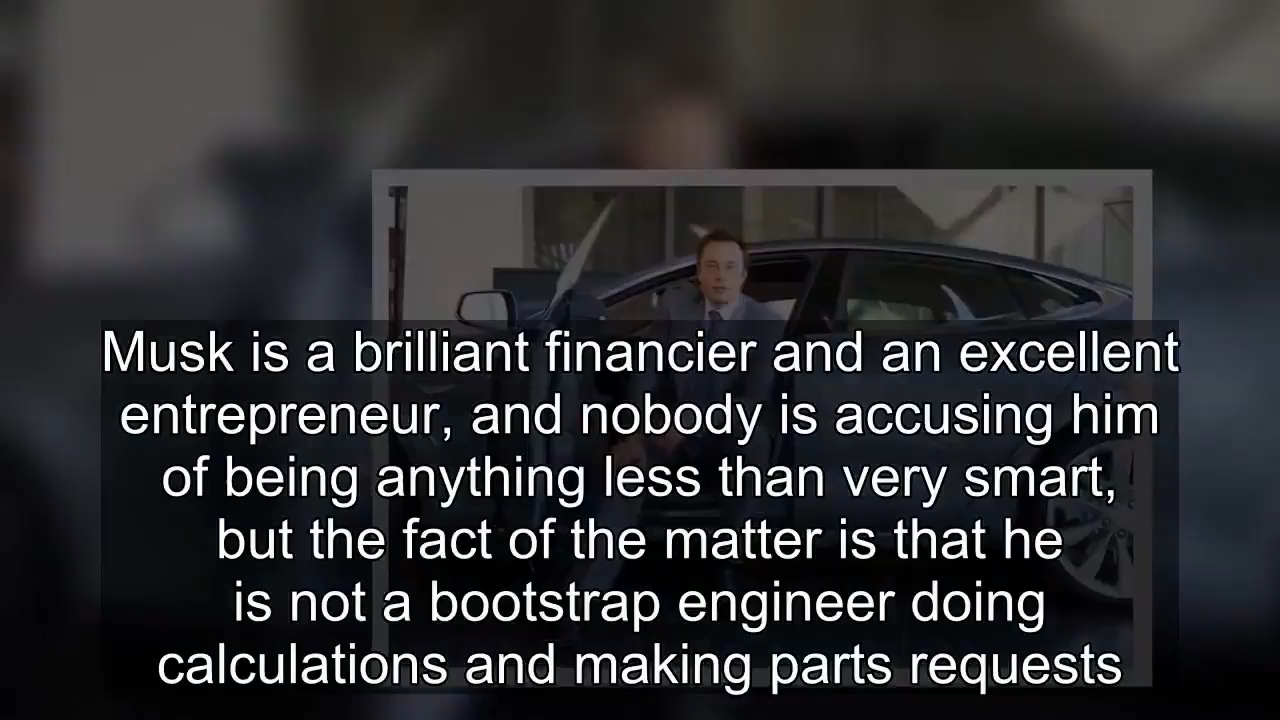 Musk is a brilliant financier and an excellent
entrepreneur, and nobody is accusing him
of being anything less than very smart,
but the fact of the matter is that he
is not a bootstrap engineer doing
calculations and making parts requests